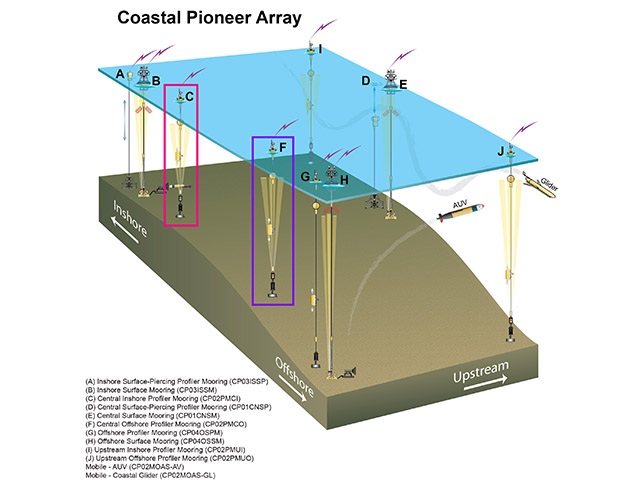 Coastal Pioneer Array
I
A
B
C
D
E
F
G
H
J
Glider
AUV
Inshore
Offshore
Upstream
(A) Inshore Surface-Piercing Profiler Mooring (CP03ISSP)
(B) Inshore Surface Mooring (CP03ISSM)
(C) Central Inshore Profiler Mooring (CP02PMCI)
(D) Central Surface-Piercing Profiler Mooring (CP01CNSP)
(E) Central Surface Mooring (CP01CNSM)
(F) Central Offshore Profiler Mooring (CP02PMCO)
(G) Offshore Profiler Mooring (CP04OSPM)
(H) Offshore Surface Mooring (CP04OSSM)
(I) Upstream Inshore Profiler Mooring (CP02PMUI)
(J) Upstream Offshore Profiler Mooring (CP02PMUO)
Mobile - AUV (CP02MOAS-AV)
Mobile - Coastal Glider (CP02MOAS-GL)